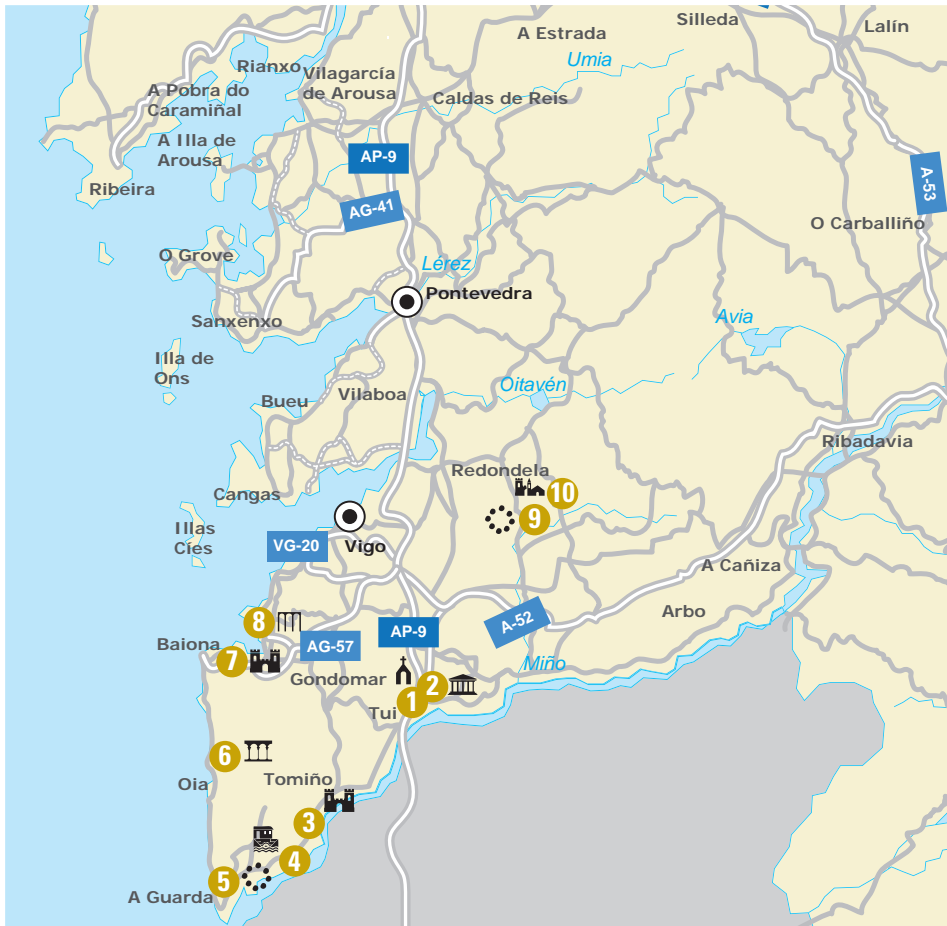 Silleda
Lalín
A Estrada
Umia
Rianxo
Vilagarcía
de Arousa
A Pobra do
Caramiñal
Caldas de Reis
A Illa de
Arousa
AP-9
A-53
Ribeira
AG-41
O Carballiño
O Grove
Lérez
Pontevedra
Sanxenxo
Avia
Illa de
Ons
Oitavén
Vilaboa
Bueu
Ribadavia
Redondela
Cangas
10
9
Illas
Cíes
VG-20
Vigo
A Cañiza
Arbo
8
A-52
AP-9
Baiona
AG-57
7
Miño
Gondomar
2
1
Tui
6
Oia
Tomiño
3
4
5
A Guarda